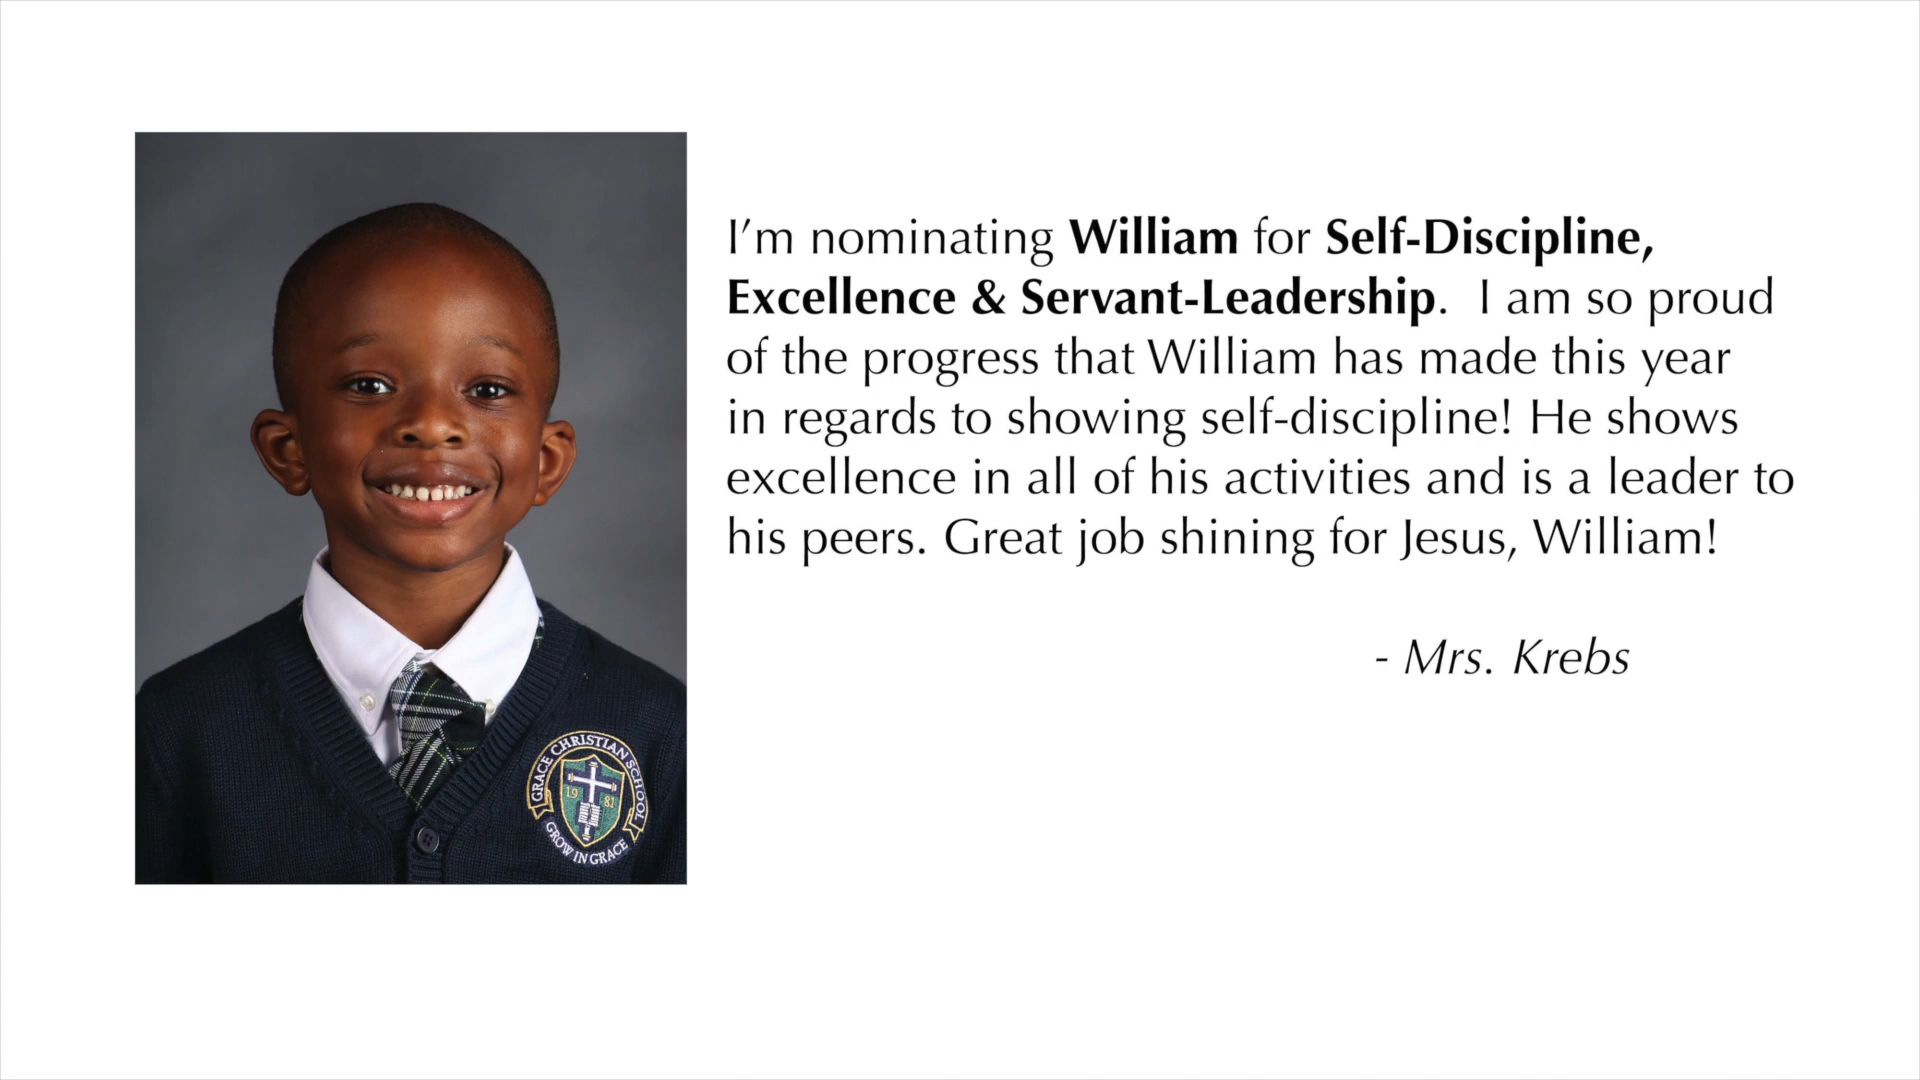 I'm nominating William for Self-Discipline,
Excellence & Servant-Leadership. I am so proud
of the progress that William has made this year
in regards to showing self-discipline! He shows
excellence in all of his activities and is a leader to
his peers. Great job shining for Jesus, William!
- Mrs. Krebs
GRACE CHRISTIAN SCHOOL
19 81
GROW IN GRACE